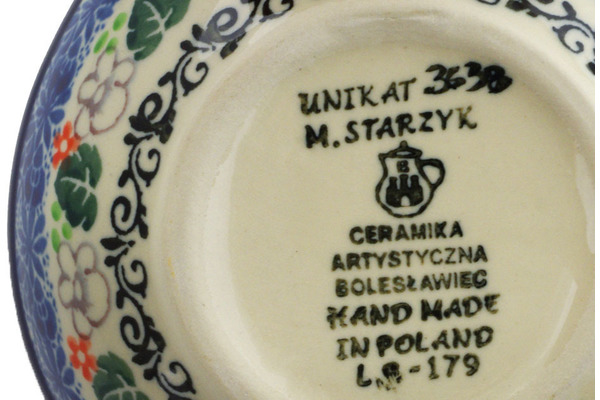 UNIKAT 3638
M. STARZYK
CERAMIKA
ARTYSTYCZNA
BOLESŁAWIEC
HAND MADE
IN POLAND
L. -179